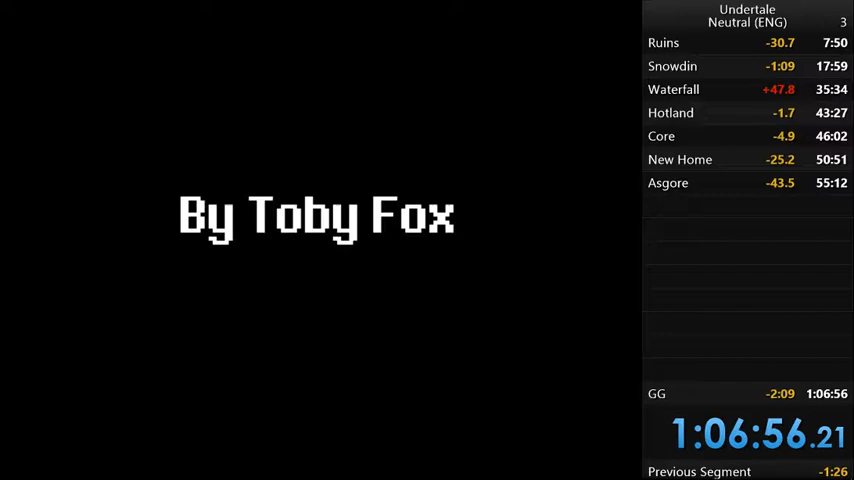 By Toby Fox
Undertale
Neutral (ENG) 3
Ruins -30.7 7:50
Snowdin -1:09 17:59
Waterfall +47.8 35:34
Hotland -1.7 43:27
Core -4.9 46:02
New Home -25.2 50:51
Asgore -43.5 55:12
GG -2:09 1:06:56
1:06:56.21
Previous Segment -1:26